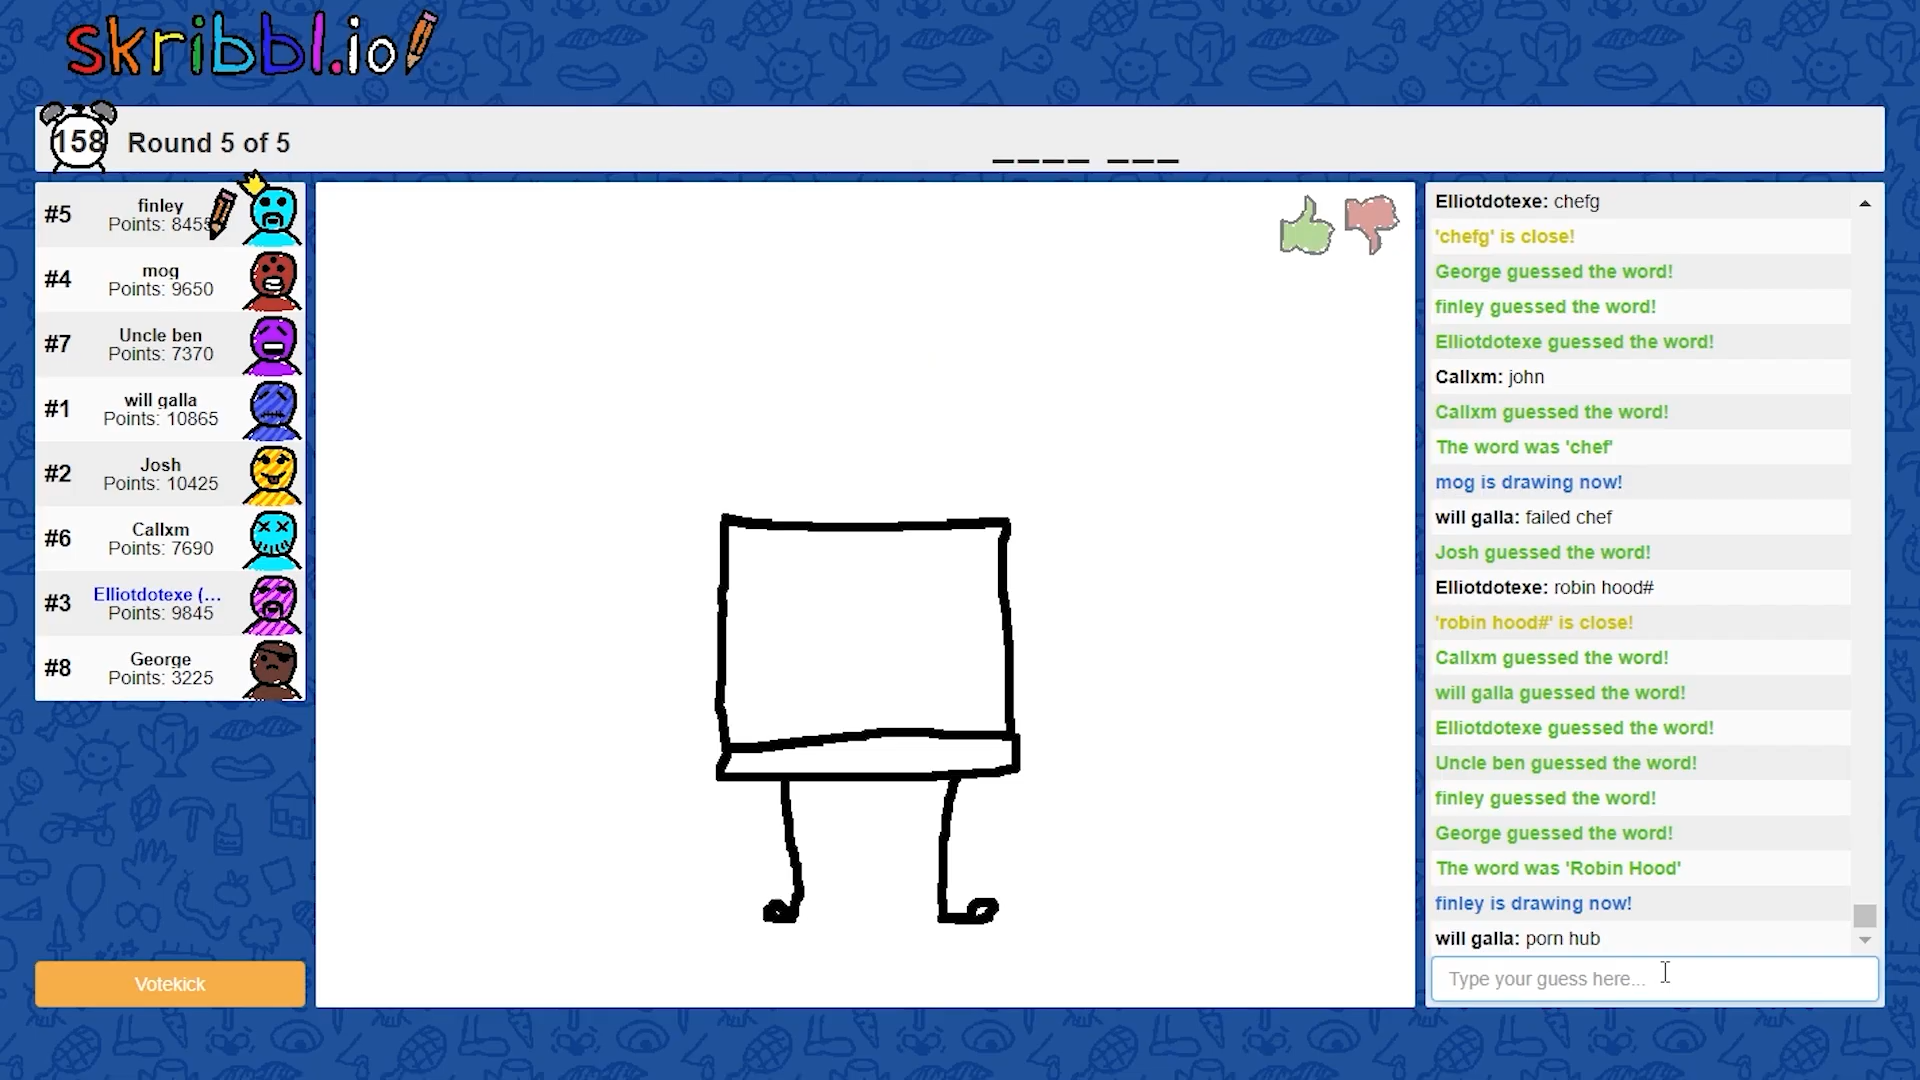 skribbl.io
158
Round 5 of 5
____ ___
#5
finley
Points: 8455
#4
mog
Points: 9650
#7
Uncle ben
Points: 7370
#1
will galla
Points: 10865
#2
Josh
Points: 10425
#6
Callxm
Points: 7690
#3
Elliotdotexe (...
Points: 9845
#8
George
Points: 3225
Votekick
Elliotdotexe: chefg
'chefg' is close!
George guessed the word!
finley guessed the word!
Elliotdotexe guessed the word!
Callxm: john
Callxm guessed the word!
The word was 'chef'
mog is drawing now!
will galla: failed chef
Josh guessed the word!
Elliotdotexe: robin hood#
'robin hood#' is close!
Callxm guessed the word!
will galla guessed the word!
Elliotdotexe guessed the word!
Uncle ben guessed the word!
finley guessed the word!
George guessed the word!
The word was 'Robin Hood'
finley is drawing now!
will galla: porn hub
Type your guess here...